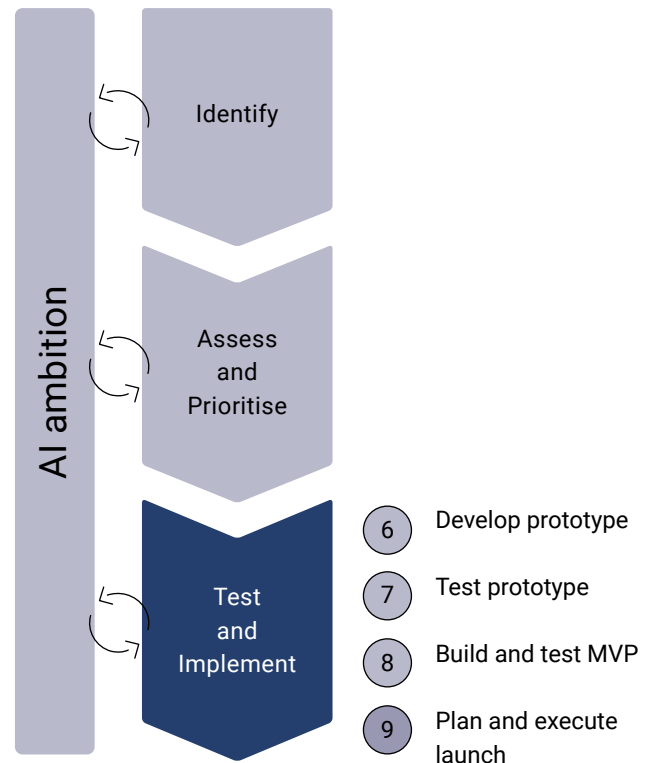 AI ambition
Identify
Assess
and
Prioritise
Test
and
Implement
6 Develop prototype
7 Test prototype
8 Build and test MVP
9 Plan and execute
launch